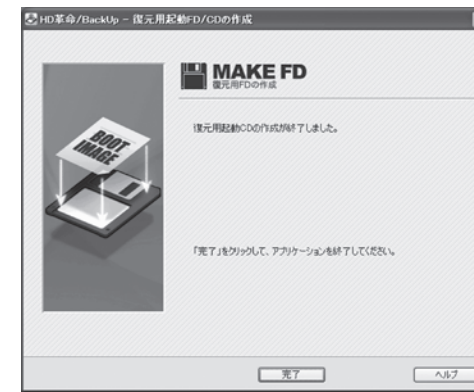 HD革命/BackUp - 復元用起動FD/CDの作成
MAKE FD
復元用FDの作成
BOOT
IMAGE
復元用起動CDの作成が終了しました。
「完了」をクリックして、アプリケーションを終了してください。
完了
ヘルプ